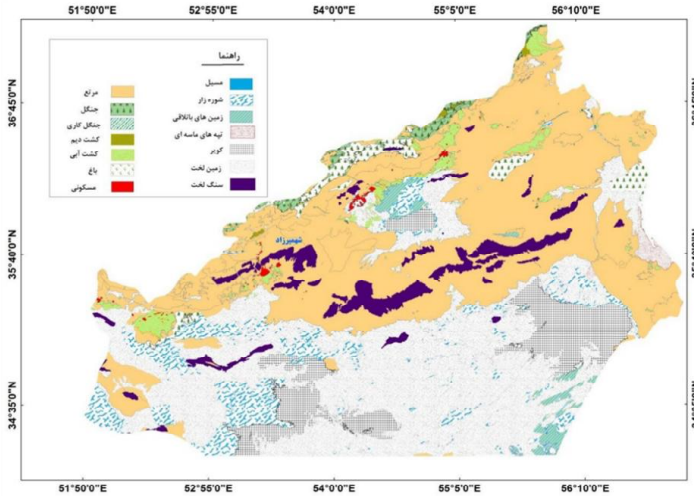 51°50'0"E 52°55'0"E 54°0'0"E 55°5'0"E 56°10'0"E
راهنما
مرتع
جنگل
جنگل کاری
کشت دیم
کشت آبی
باغ
مسکونی
مسیل
شوره زار
زمین های باتلاقی
تپه های ماسه ای
کویر
زمین لخت
سنگ لخت
36°45'0"N
35°40'0"N
34°35'0"N
شهمیرزاد
51°50'0"E 52°55'0"E 54°0'0"E 55°5'0"E 56°10'0"E